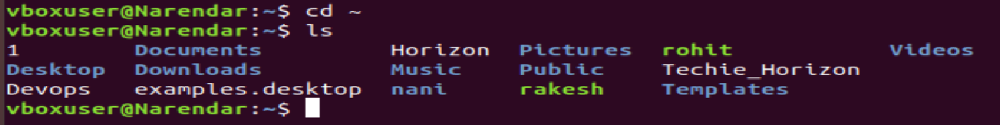 vboxuser@Narendar:~$ cd ~
vboxuser@Narendar:~$ ls
1 Documents Horizon Pictures rohit Videos
Desktop Downloads Music Public Techie_Horizon
Devops examples.desktop nani rakesh Templates
vboxuser@Narendar:~$